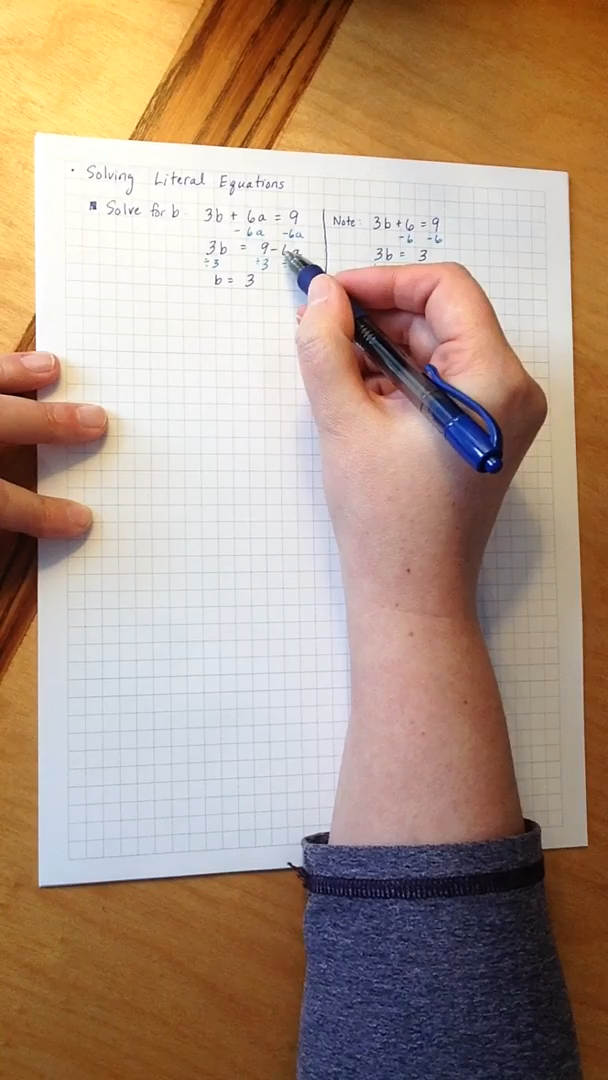 • Solving Literal Equations
▪ Solve for b: 3b + 6a = 9
- 6a -6a
3b = 9 - 6a
÷3 ÷3
b = 3
Note: 3b + 6 = 9
-6 -6
3b = 3